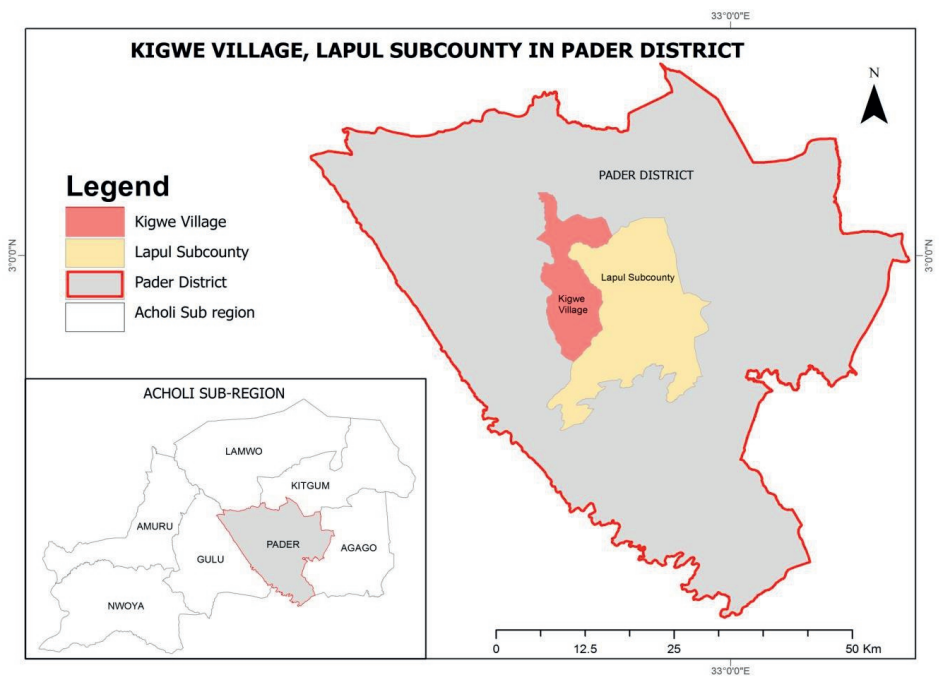 33°0'0"E
KIGWE VILLAGE, LAPUL SUBCOUNTY IN PADER DISTRICT
N
PADER DISTRICT
Legend
Kigwe Village
Lapul Subcounty
Pader District
Acholi Sub region
3°0'0"N
3°0'0"N
Lapul Subcounty
Kigwe
Village
ACHOLI SUB-REGION
LAMWO
KITGUM
AMURU
PADER
AGAGO
GULU
NWOYA
0 12.5 25 50 Km
33°0'0"E